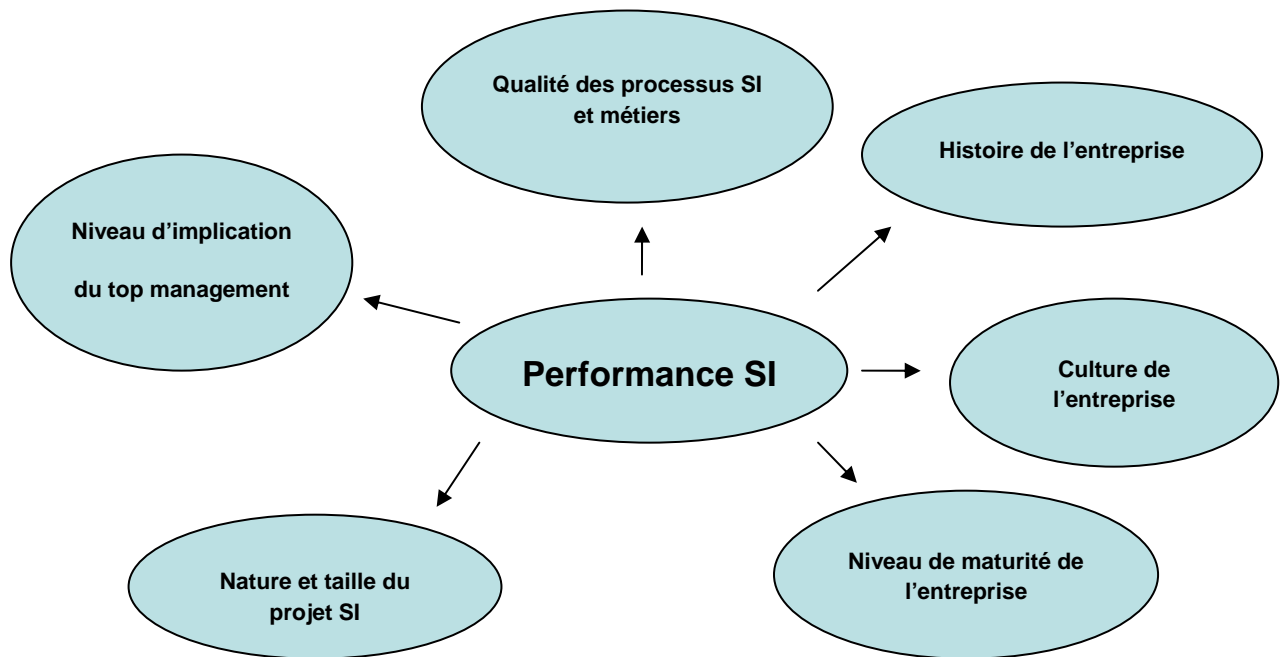 Qualité des processus SI
et métiers
Histoire de l’entreprise
Niveau d’implication
du top management
Performance SI
Culture de
l’entreprise
Niveau de maturité de
l’entreprise
Nature et taille du
projet SI